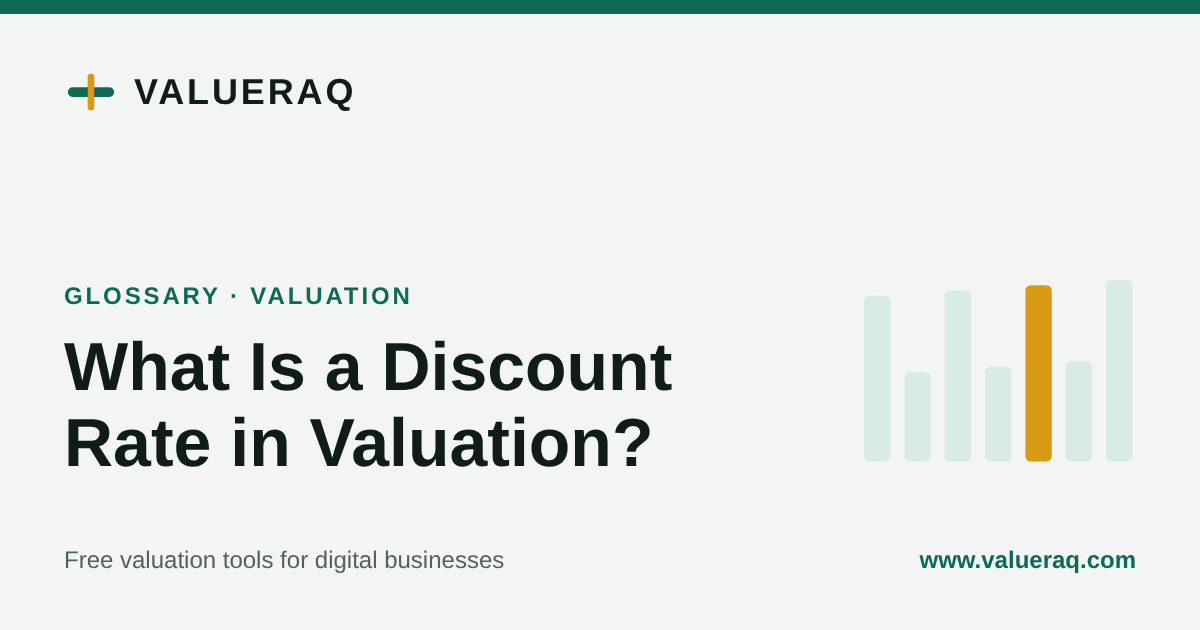 VALUERAQ
GLOSSARY · VALUATION
What Is a Discount
Rate in Valuation?
Free valuation tools for digital businesses
www.valueraq.com